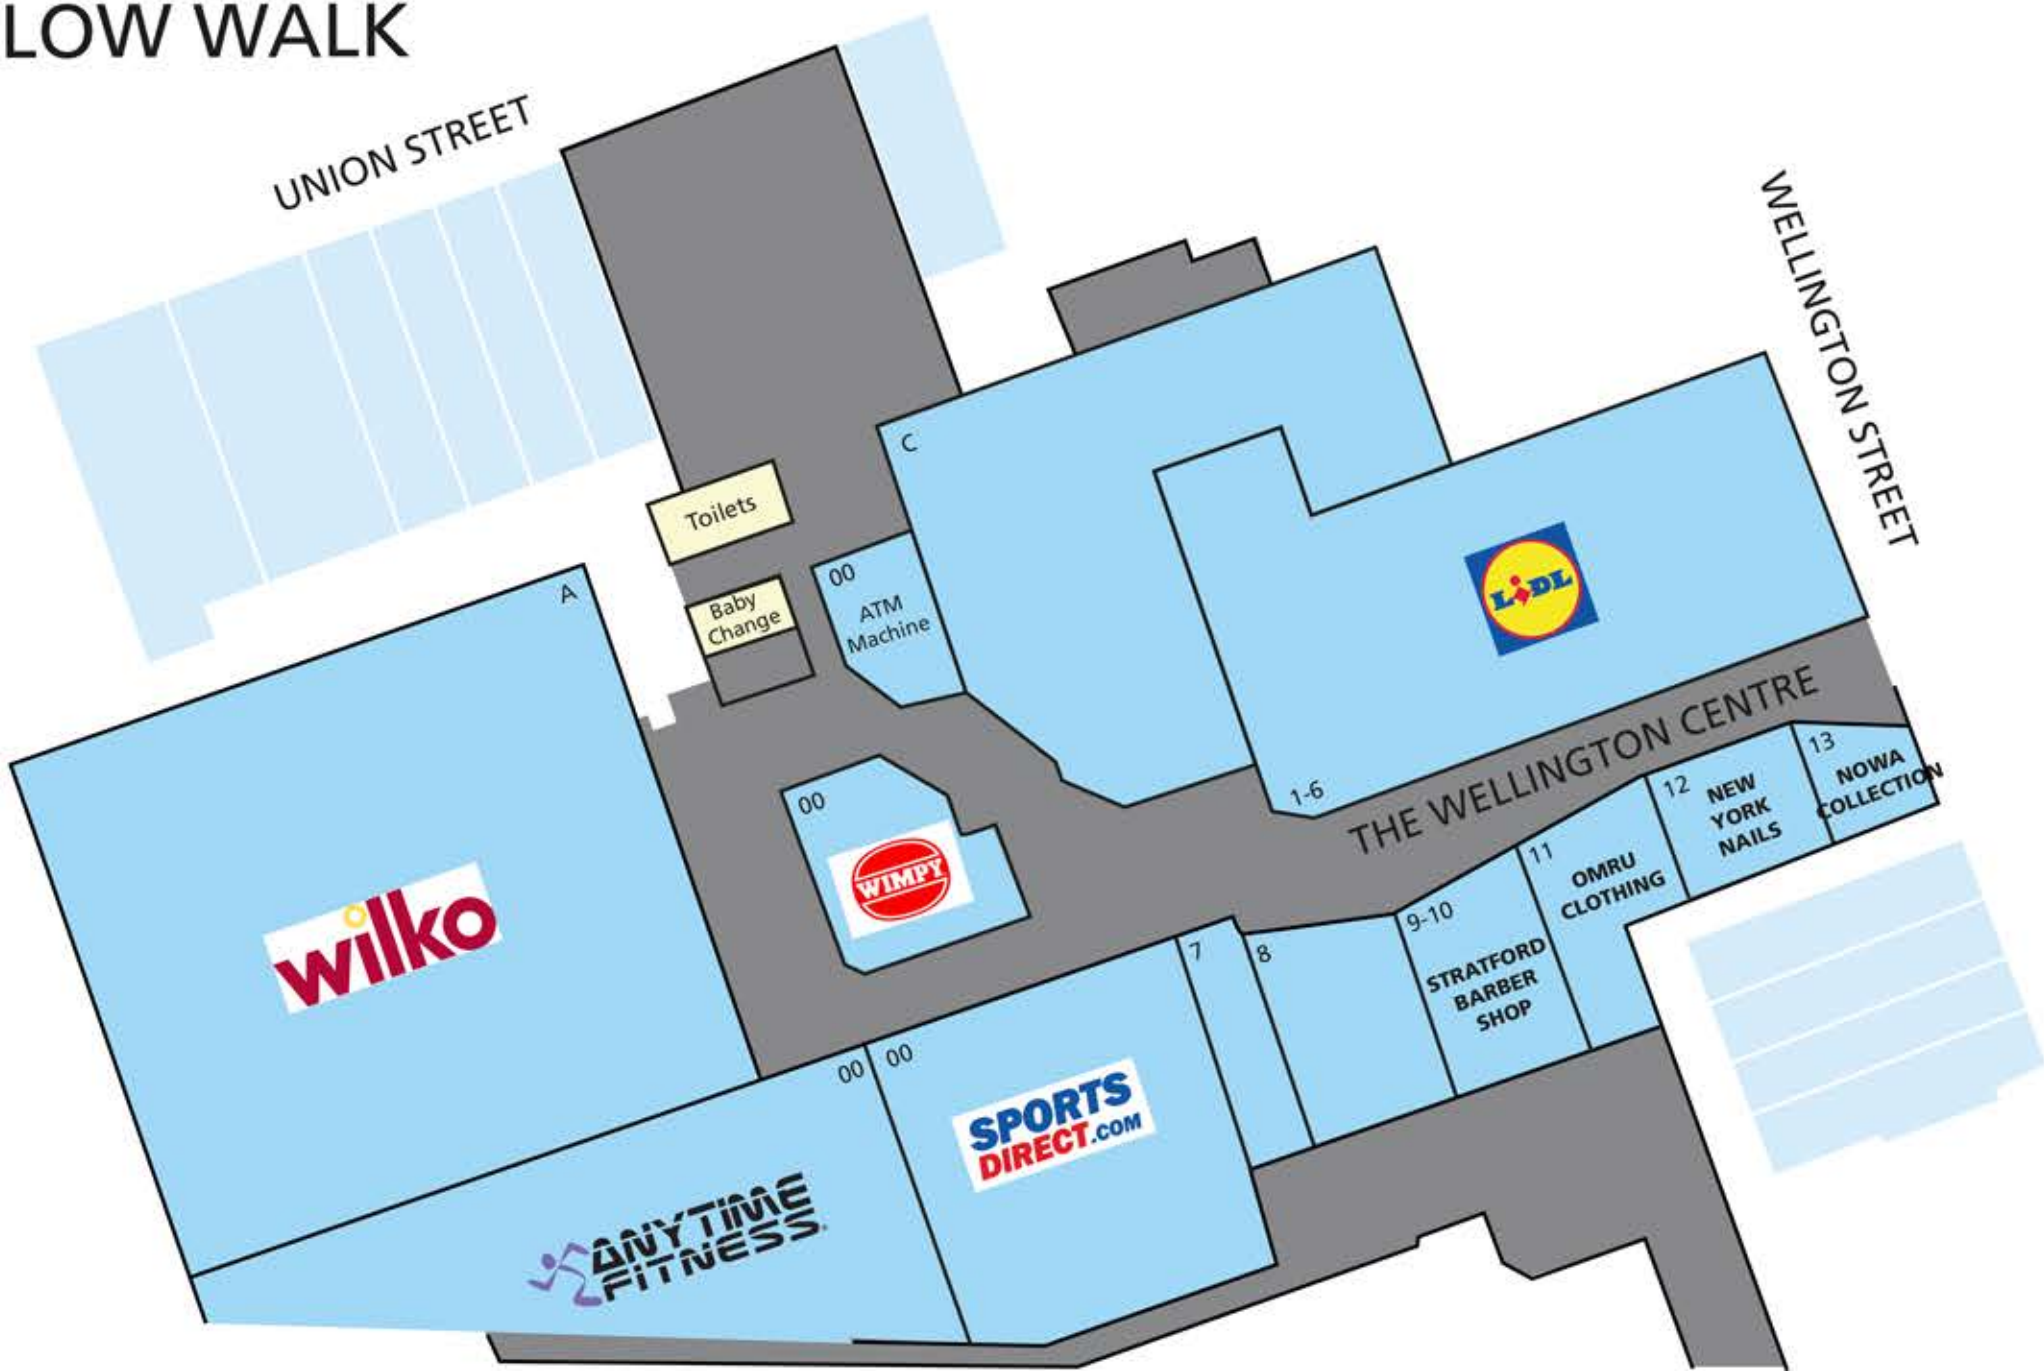 LOW WALK
UNION STREET
WELLINGTON STREET
C
Toilets
00
ATM
Machine
Baby
Change
A
LiDL
THE WELLINGTON CENTRE
1-6
13
NOWA
COLLECTION
12
NEW
YORK
NAILS
00
WIMPY
11
OMRU
CLOTHING
9-10
STRATFORD
BARBER
SHOP
8
7
wilko
00
00
SPORTS
DIRECT.COM
ANYTIME
FITNESS